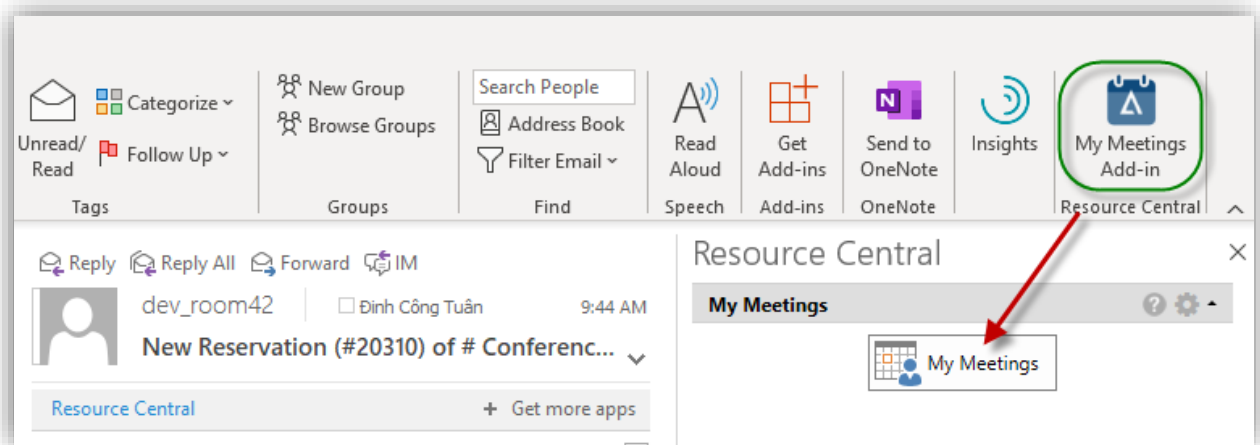 Unread/
Read
Categorize
Follow Up
Tags
New Group
Browse Groups
Groups
Search People
Address Book
Filter Email
Find
Read
Aloud
Speech
Get
Add-ins
Add-ins
N
Send to
OneNote
OneNote
Insights
My Meetings
Add-in
Resource Central
Reply Reply All Forward IM
dev_room42 Đinh Công Tuân 9:44 AM
New Reservation (#20310) of # Conferenc...
Resource Central + Get more apps
Resource Central
My Meetings
My Meetings